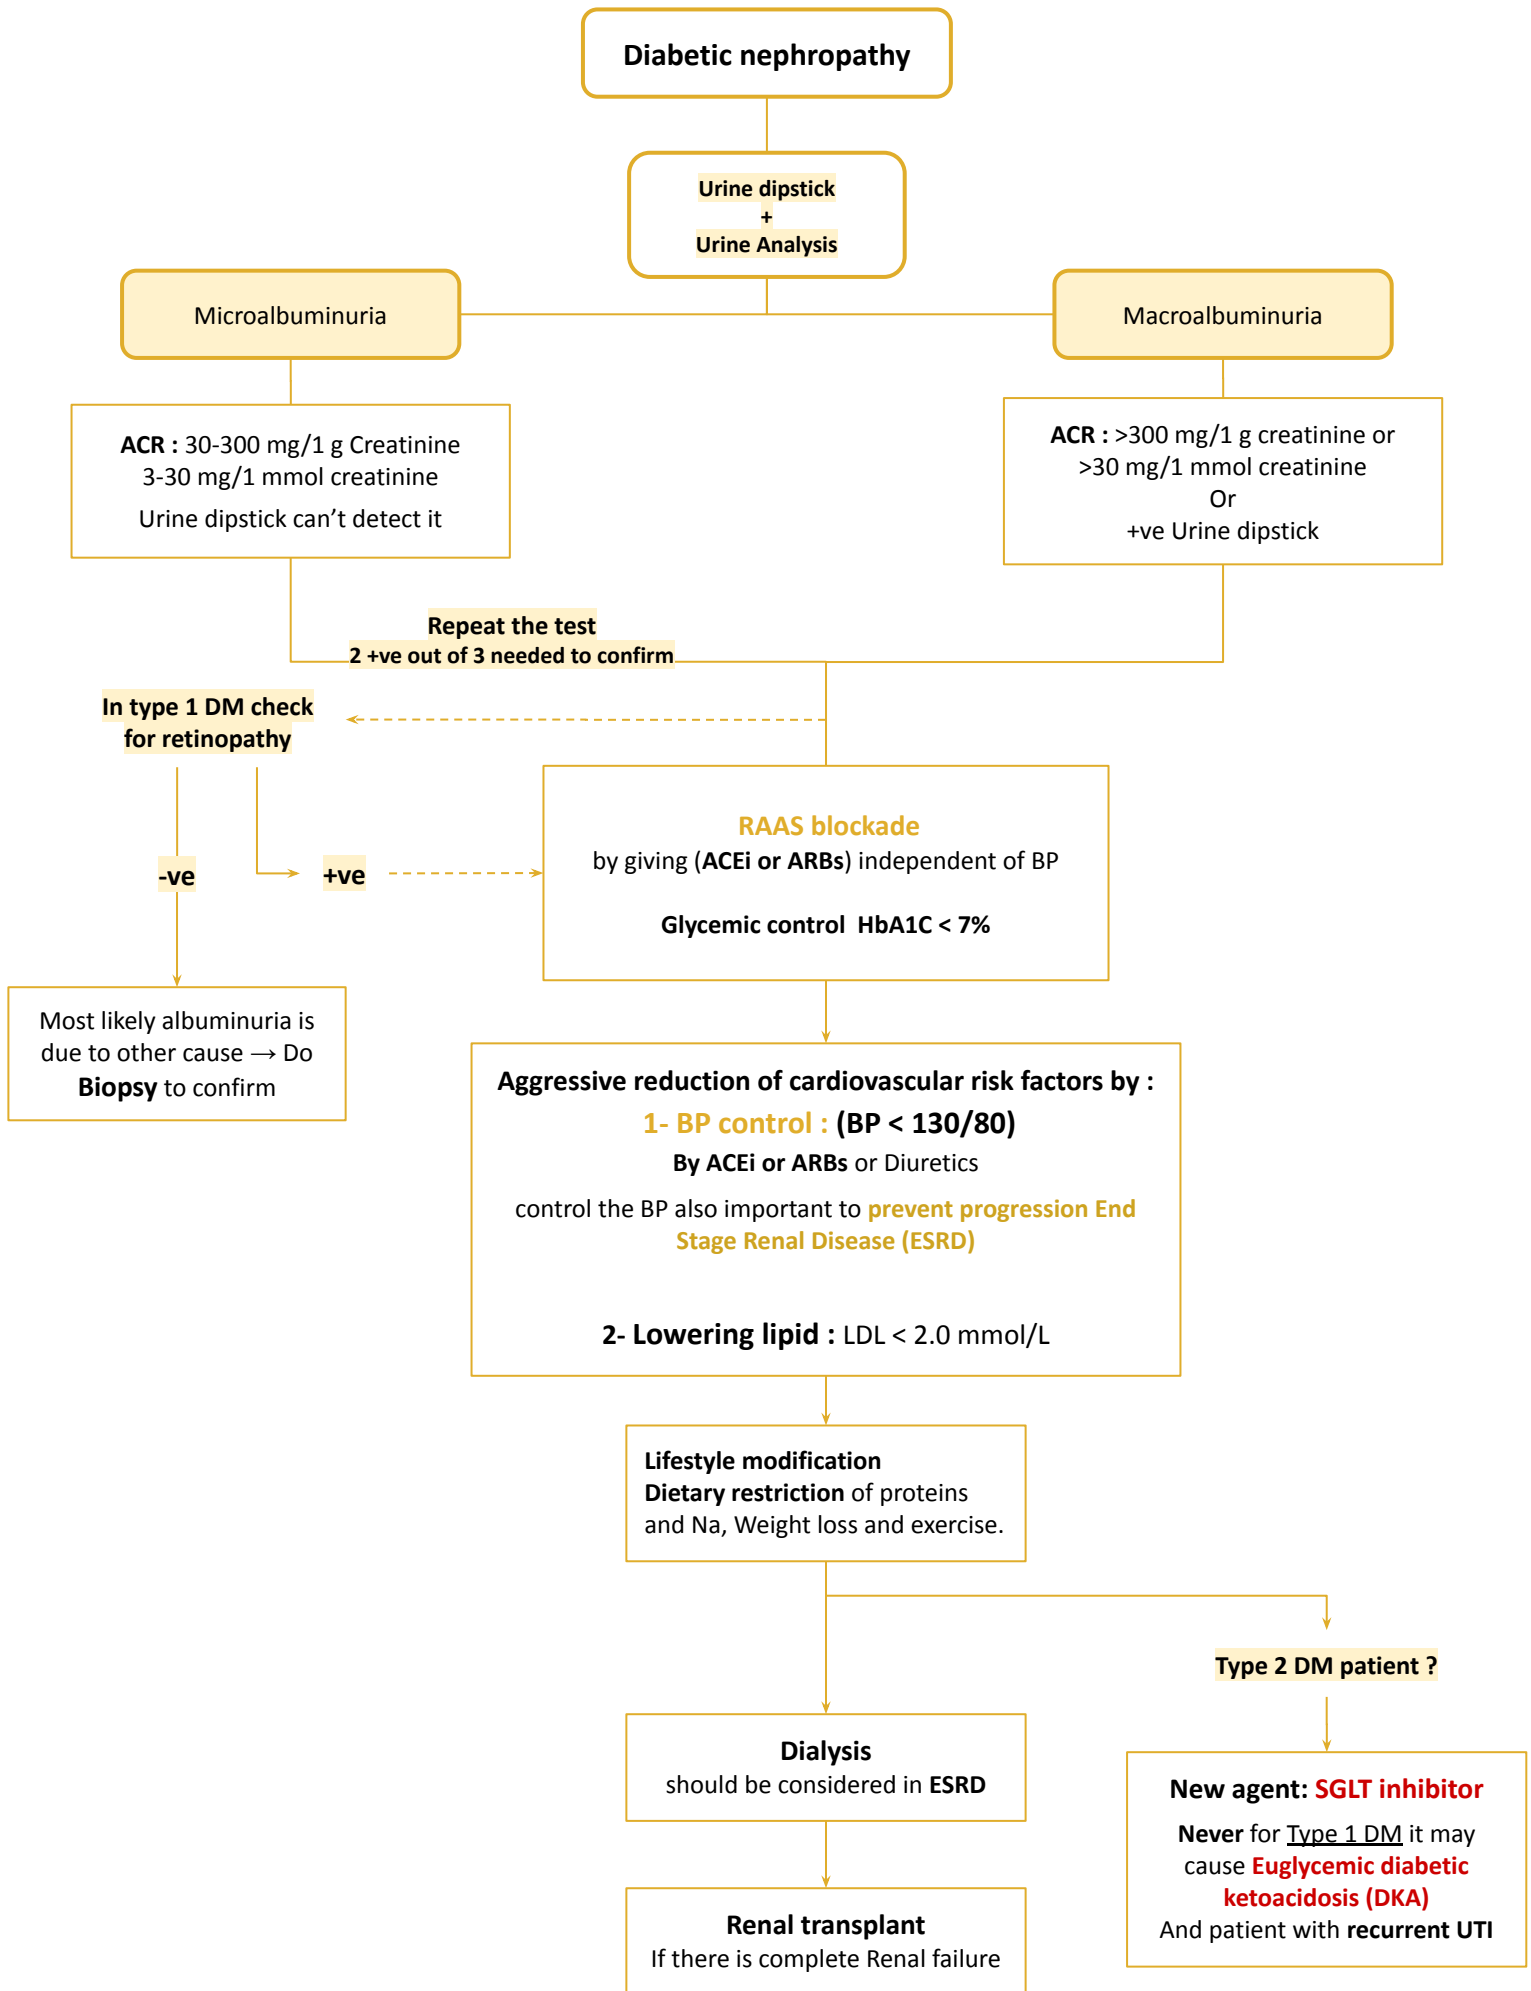 Diabetic nephropathy
Urine dipstick
+
Urine Analysis
Microalbuminuria
Macroalbuminuria
ACR : 30-300 mg/1 g Creatinine
3-30 mg/1 mmol creatinine
Urine dipstick can’t detect it
ACR : >300 mg/1 g creatinine or
>30 mg/1 mmol creatinine
Or
+ve Urine dipstick
Repeat the test
2 +ve out of 3 needed to confirm
In type 1 DM check
for retinopathy
-ve
+ve
RAAS blockade
by giving (ACEi or ARBs) independent of BP
Glycemic control HbA1C < 7%
Most likely albuminuria is
due to other cause → Do
Biopsy to confirm
Aggressive reduction of cardiovascular risk factors by :
1- BP control : (BP < 130/80)
By ACEi or ARBs or Diuretics
control the BP also important to prevent progression End
Stage Renal Disease (ESRD)
2- Lowering lipid : LDL < 2.0 mmol/L
Lifestyle modification
Dietary restriction of proteins
and Na, Weight loss and exercise.
Type 2 DM patient ?
Dialysis
should be considered in ESRD
New agent: SGLT inhibitor
Never for Type 1 DM it may
cause Euglycemic diabetic
ketoacidosis (DKA)
And patient with recurrent UTI
Renal transplant
If there is complete Renal failure